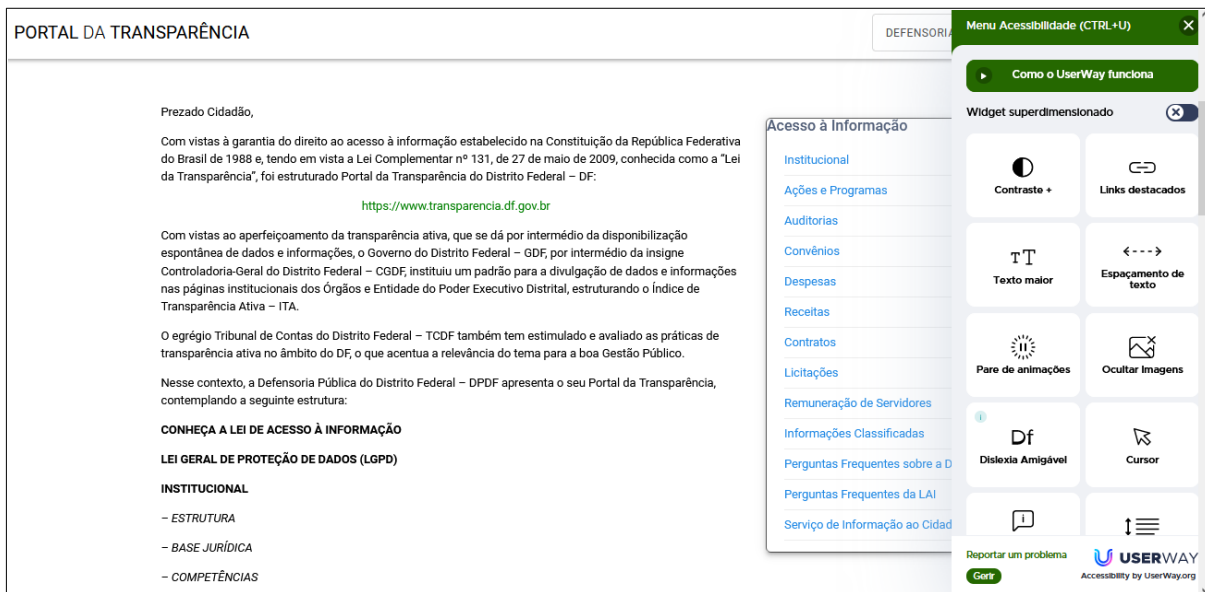 PORTAL DA TRANSPARÊNCIA
DEFENSORIA
Prezado Cidadão,
Com vistas à garantia do direito ao acesso à informação estabelecido na Constituição da República Federativa
do Brasil de 1988 e, tendo em vista a Lei Complementar nº 131, de 27 de maio de 2009, conhecida como a “Lei
da Transparência”, foi estruturado Portal da Transparência do Distrito Federal – DF:
https://www.transparencia.df.gov.br
Com vistas ao aperfeiçoamento da transparência ativa, que se dá por intermédio da disponibilização
espontânea de dados e informações, o Governo do Distrito Federal – GDF, por intermédio da insigne
Controladoria-Geral do Distrito Federal – CGDF, instituiu um padrão para a divulgação de dados e informações
nas páginas institucionais dos Órgãos e Entidade do Poder Executivo Distrital, estruturando o Índice de
Transparência Ativa – ITA.
O egrégio Tribunal de Contas do Distrito Federal – TCDF também tem estimulado e avaliado as práticas de
transparência ativa no âmbito do DF, o que acentua a relevância do tema para a boa Gestão Público.
Nesse contexto, a Defensoria Pública do Distrito Federal – DPDF apresenta o seu Portal da Transparência,
contemplando a seguinte estrutura:
CONHEÇA A LEI DE ACESSO À INFORMAÇÃO
LEI GERAL DE PROTEÇÃO DE DADOS (LGPD)
INSTITUCIONAL
– ESTRUTURA
– BASE JURÍDICA
– COMPETÊNCIAS
Acesso à Informação
Institucional
Ações e Programas
Auditorias
Convênios
Despesas
Receitas
Contratos
Licitações
Remuneração de Servidores
Informações Classificadas
Perguntas Frequentes sobre a D
Perguntas Frequentes da LAI
Serviço de Informação ao Cidad
Menu Acessibilidade (CTRL+U)
Como o UserWay funciona
Widget superdimensionado
Contraste +
Links destacados
TT
Texto maior
Espaçamento de
texto
Pare de animações
Ocultar Imagens
Df
Dislexia Amigável
Cursor
Reportar um problema
Gerir
USERWAY
Accessibility by UserWay.org